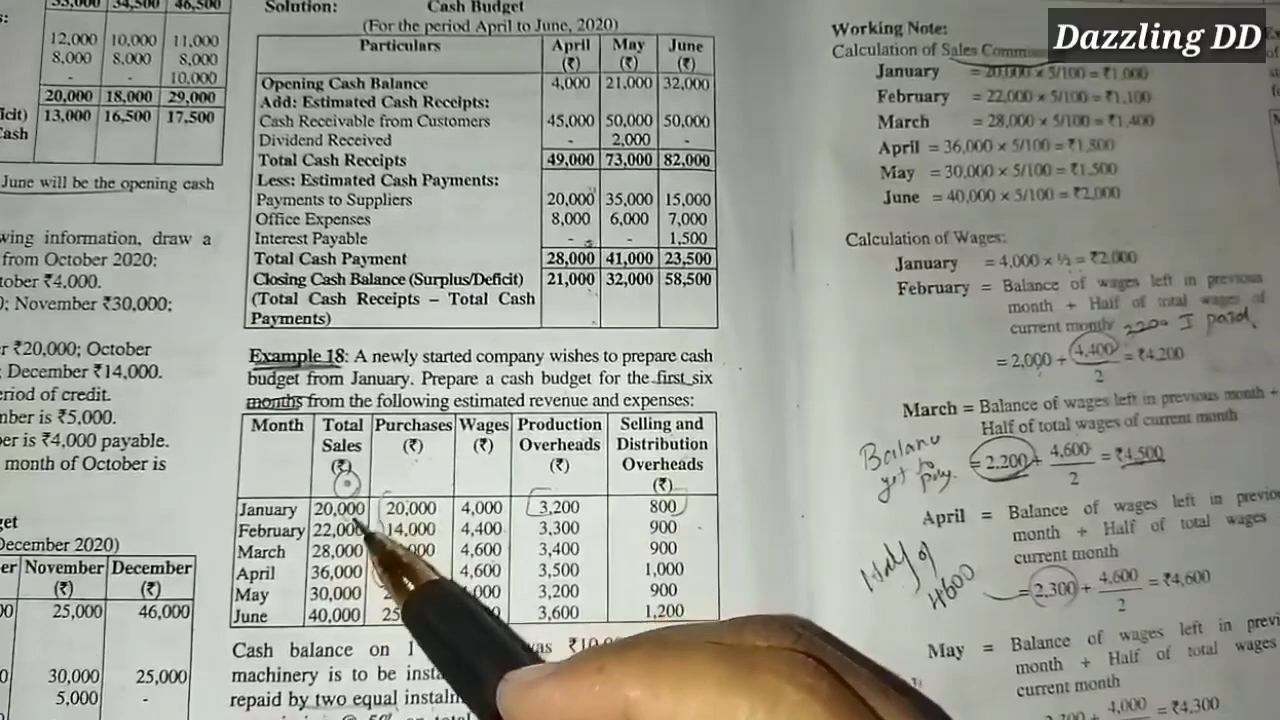 33,000 34,500 46,500
12,000 10,000 11,000
8,000 8,000 8,000
- - 10,000
20,000 18,000 29,000
13,000 16,500 17,500
Cash
June will be the opening cash
wing information, draw a
from October 2020;
tober ₹4,000.
0; November ₹30,000;
er ₹20,000; October
; December ₹14,000.
eriod of credit.
mber is ₹5,000.
er is ₹4,000 payable.
month of October is
get
December 2020)
er November December
(₹) (₹)
00 25,000 46,000
30,000 25,000
5,000 -
Solution: Cash Budget
(For the period April to June, 2020)
Particulars April May June
(₹) (₹) (₹)
Opening Cash Balance 4,000 21,000 32,000
Add: Estimated Cash Receipts:
Cash Receivable from Customers 45,000 50,000 50,000
Dividend Received - 2,000 -
Total Cash Receipts 49,000 73,000 82,000
Less: Estimated Cash Payments:
Payments to Suppliers 20,000 35,000 15,000
Office Expenses 8,000 6,000 7,000
Interest Payable - - 1,500
Total Cash Payment 28,000 41,000 23,500
Closing Cash Balance (Surplus/Deficit) 21,000 32,000 58,500
(Total Cash Receipts – Total Cash
Payments)
Example 18: A newly started company wishes to prepare cash
budget from January. Prepare a cash budget for the first six
months from the following estimated revenue and expenses:
Month Total Purchases Wages Production Selling and
Sales (₹) (₹) Overheads Distribution
(₹) (₹) Overheads
(₹)
January 20,000 20,000 4,000 3,200 800
February 22,000 14,000 4,400 3,300 900
March 28,000 4,600 3,400 900
April 36,000 4,600 3,500 1,000
May 30,000 3,200 900
June 40,000 3,600 1,200
Cash balance on 1
machinery is to be
repaid by two equal
Dazzling DD
Working Note:
Calculation of Sales
January = 20,000 × 5/100 = ₹1,000
February = 22,000 × 5/100 = ₹1,100
March = 28,000 × 5/100 = ₹1,400
April = 36,000 × 5/100 = ₹1,800
May = 30,000 × 5/100 = ₹1,500
June = 40,000 × 5/100 = ₹2,000
Calculation of Wages:
January = 4,000 × ½ = ₹2,000
February = Balance of wages left in previous
month + Half of total wages of
current month 2200 I paid
= 2,000 + 4,400/2 = ₹4,200
March = Balance of wages left in previous month +
Half of total wages of current month
Balance yet to pay.
= 2,200 + 4,600/2 = ₹4,500
April = Balance of wages left in
month + Half of total wages
current month
Half of 4600
= 2,300 + 4,600/2 = ₹4,600
May = Balance of wages left in
month + Half of total wages
current month
4,000 = ₹4,300